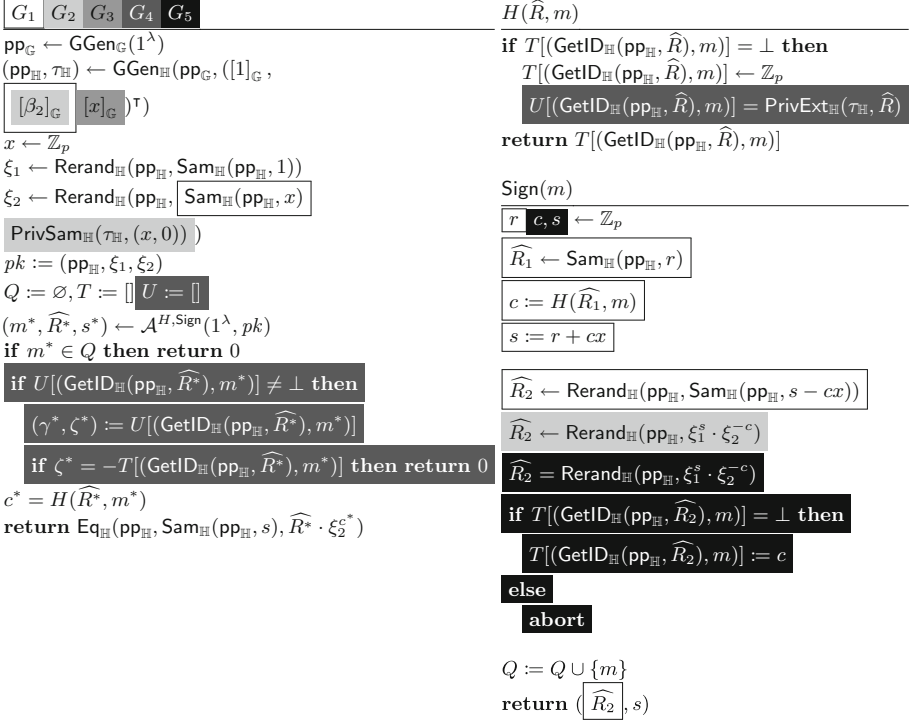 G₁ G₂ G₃ G₄ G₅
pp_𝔾 ← GGen_𝔾(1^λ)
(pp_ℍ, τ_ℍ) ← GGen_ℍ(pp_𝔾, ([1]_𝔾 ,
[β₂]_𝔾 [x]_𝔾 )^⊺)
x ← ℤ_p
ξ₁ ← Rerand_ℍ(pp_ℍ, Sam_ℍ(pp_ℍ, 1))
ξ₂ ← Rerand_ℍ(pp_ℍ, Sam_ℍ(pp_ℍ, x)
PrivSam_ℍ(τ_ℍ, (x, 0)) )
pk := (pp_ℍ, ξ₁, ξ₂)
Q := ∅, T := [] U := []
(m*, R̂*, s*) ← 𝒜^{H,Sign}(1^λ, pk)
if m* ∈ Q then return 0
if U[(GetID_ℍ(pp_ℍ, R̂*), m*)] ≠ ⊥ then
(γ*, ζ*) := U[(GetID_ℍ(pp_ℍ, R̂*), m*)]
if ζ* = −T[(GetID_ℍ(pp_ℍ, R̂*), m*)] then return 0
c* = H(R̂*, m*)
return Eq_ℍ(pp_ℍ, Sam_ℍ(pp_ℍ, s), R̂* · ξ₂^{c*})
H(R̂, m)
if T[(GetID_ℍ(pp_ℍ, R̂), m)] = ⊥ then
T[(GetID_ℍ(pp_ℍ, R̂), m)] ← ℤ_p
U[(GetID_ℍ(pp_ℍ, R̂), m)] = PrivExt_ℍ(τ_ℍ, R̂)
return T[(GetID_ℍ(pp_ℍ, R̂), m)]
Sign(m)
r c, s ← ℤ_p
R̂₁ ← Sam_ℍ(pp_ℍ, r)
c := H(R̂₁, m)
s := r + cx
R̂₂ ← Rerand_ℍ(pp_ℍ, Sam_ℍ(pp_ℍ, s − cx))
R̂₂ ← Rerand_ℍ(pp_ℍ, ξ₁^s · ξ₂^{−c})
R̂₂ = Rerand_ℍ(pp_ℍ, ξ₁^s · ξ₂^{−c})
if T[(GetID_ℍ(pp_ℍ, R̂₂), m)] = ⊥ then
T[(GetID_ℍ(pp_ℍ, R̂₂), m)] := c
else
abort
Q := Q ∪ {m}
return ( R̂₂ , s)